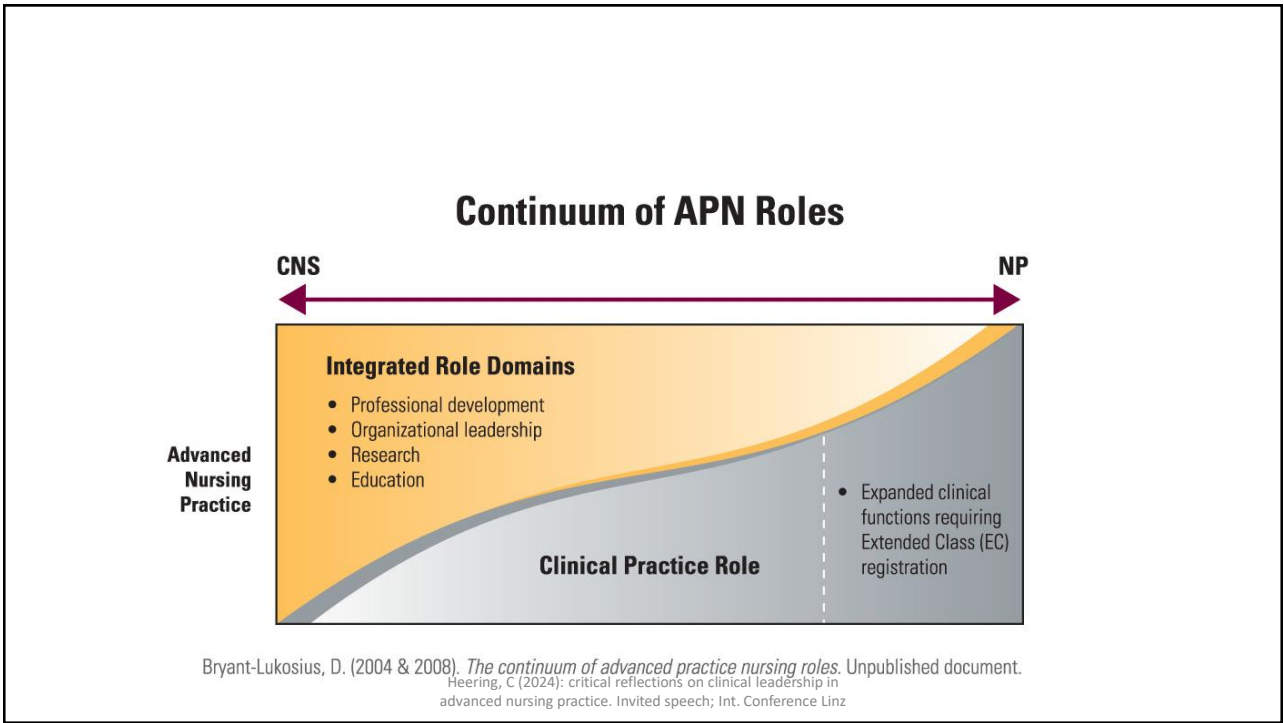 Continuum of APN Roles
CNS
NP
Integrated Role Domains
• Professional development
• Organizational leadership
• Research
• Education
Advanced
Nursing
Practice
• Expanded clinical
functions requiring
Extended Class (EC)
registration
Clinical Practice Role
Bryant-Lukosius, D. (2004 & 2008). The continuum of advanced practice nursing roles. Unpublished document.
Heering, C (2024): critical reflections on clinical leadership in
advanced nursing practice. Invited speech; Int. Conference Linz